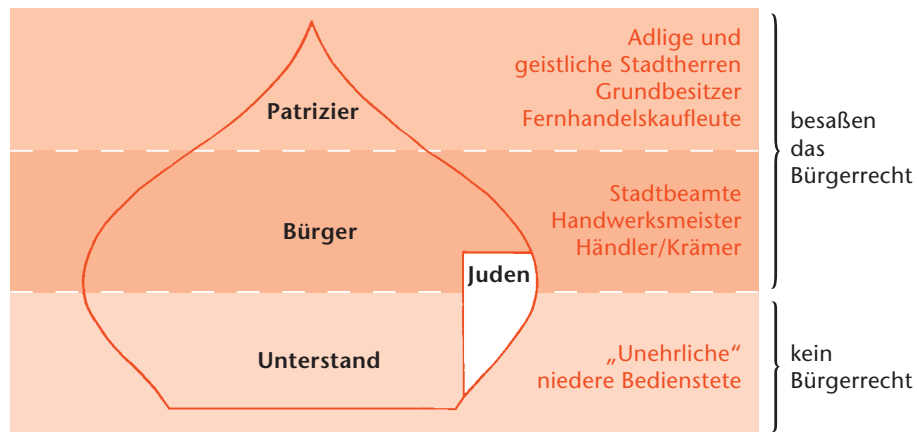 Adlige und
geistliche Stadtherren
Grundbesitzer
Fernhandelskaufleute
Patrizier
besaßen
das
Bürgerrecht
Stadtbeamte
Handwerksmeister
Händler/Krämer
Bürger
Juden
Unterstand
„Unehrliche“
niedere Bedienstete
kein
Bürgerrecht